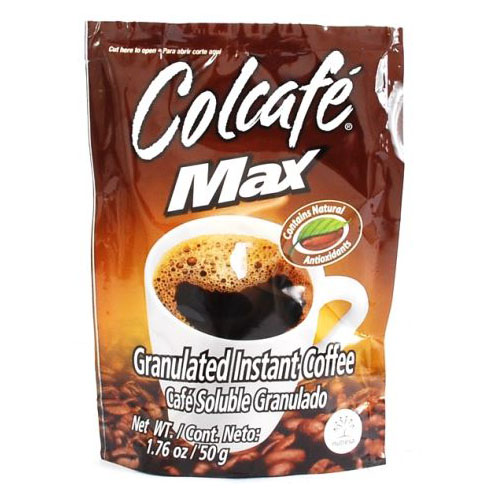 Cut here to open • Para abrir corte aquí
Colcafé®
Max
Contains Natural
Antioxidants
Granulated Instant Coffee
Café Soluble Granulado
Net WT. / Cont. Neto:
1.76 oz / 50 g